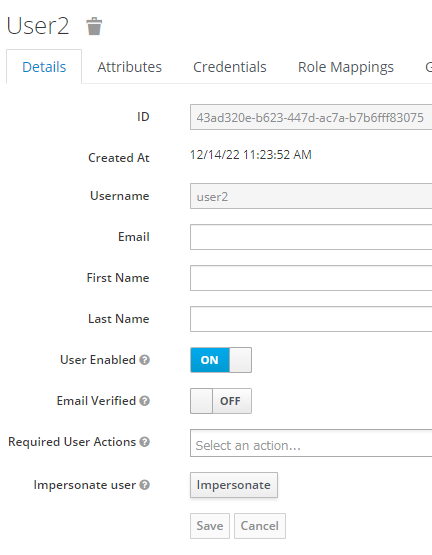 User2
Details Attributes Credentials Role Mappings G
ID 43ad320e-b623-447d-ac7a-b7b6fff83075
Created At 12/14/22 11:23:52 AM
Username user2
Email
First Name
Last Name
User Enabled ON
Email Verified OFF
Required User Actions Select an action...
Impersonate user Impersonate
Save Cancel